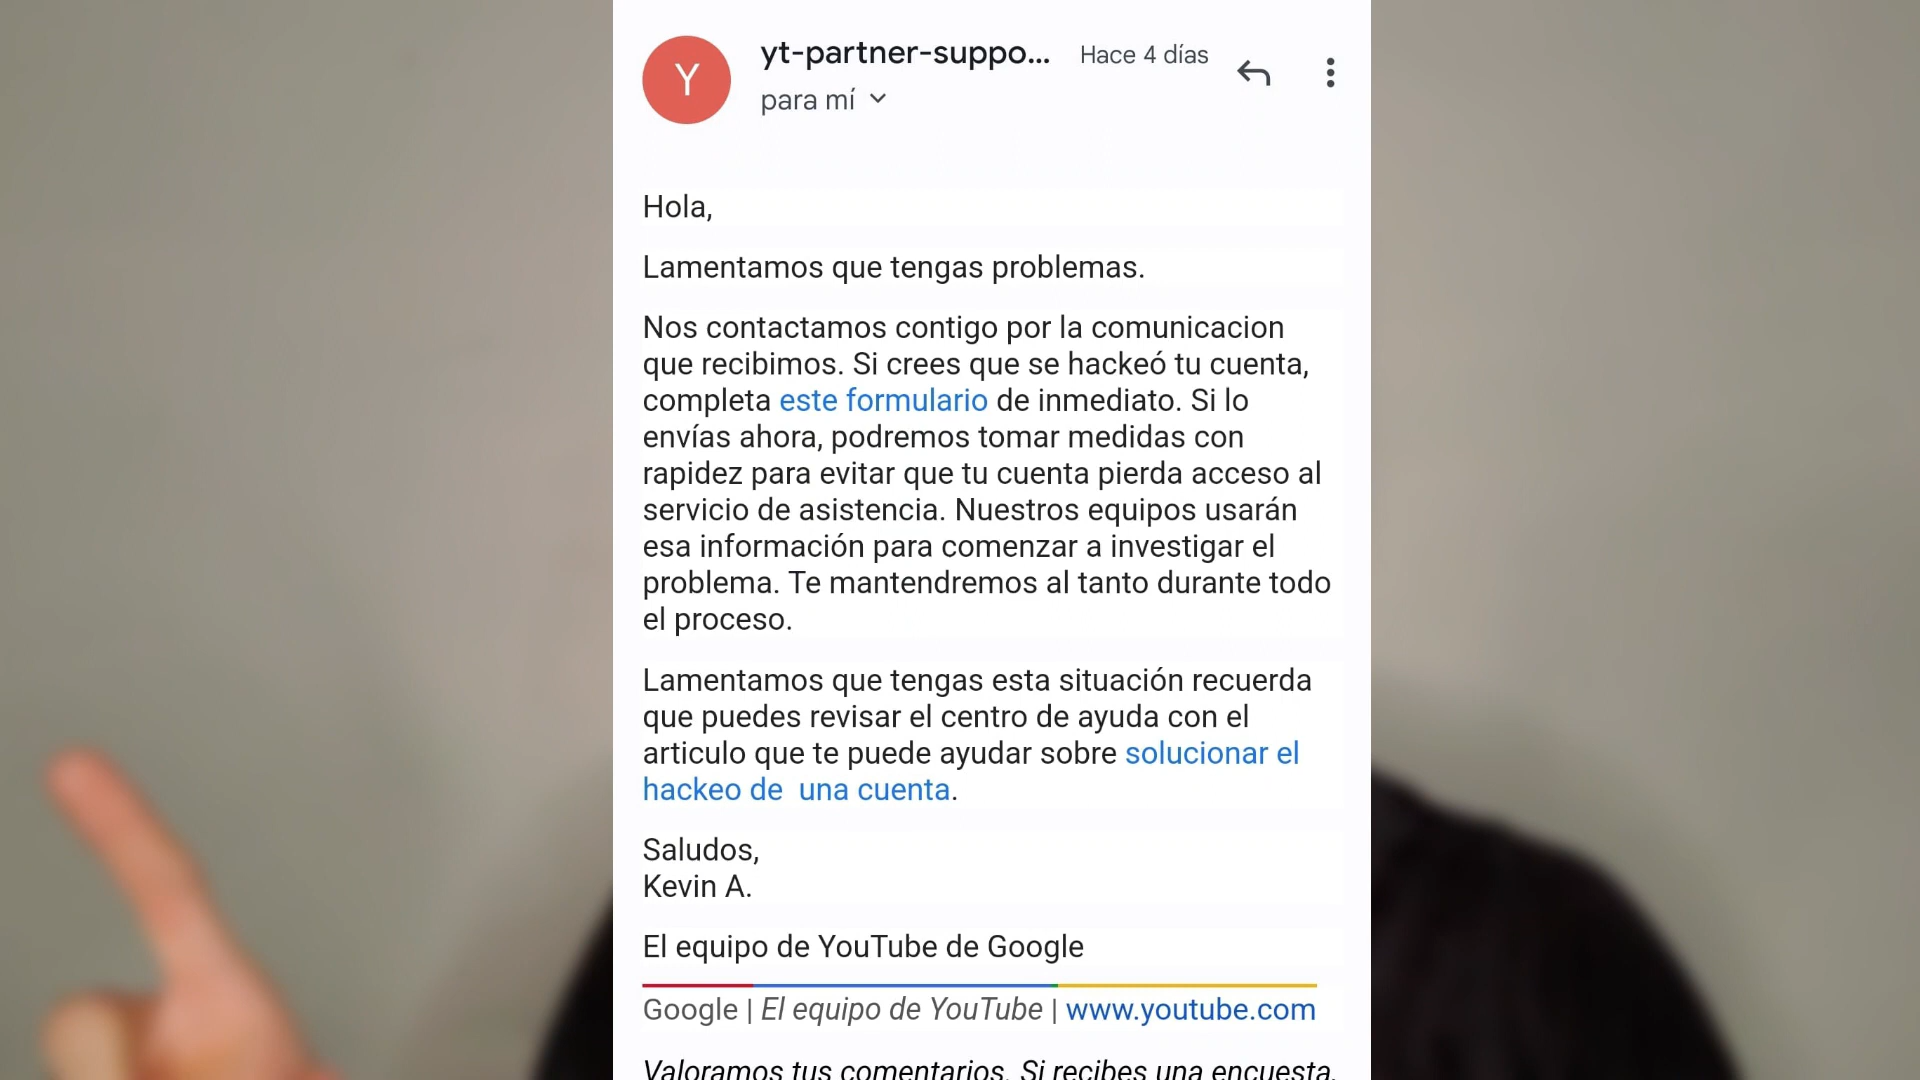 Y
yt-partner-suppo...
Hace 4 días
para mí
Hola,
Lamentamos que tengas problemas.
Nos contactamos contigo por la comunicacion
que recibimos. Si crees que se hackeó tu cuenta,
completa este formulario de inmediato. Si lo
envías ahora, podremos tomar medidas con
rapidez para evitar que tu cuenta pierda acceso al
servicio de asistencia. Nuestros equipos usarán
esa información para comenzar a investigar el
problema. Te mantendremos al tanto durante todo
el proceso.
Lamentamos que tengas esta situación recuerda
que puedes revisar el centro de ayuda con el
articulo que te puede ayudar sobre solucionar el
hackeo de una cuenta.
Saludos,
Kevin A.
El equipo de YouTube de Google
Google | El equipo de YouTube | www.youtube.com
Valoramos tus comentarios. Si recibes una encuesta,